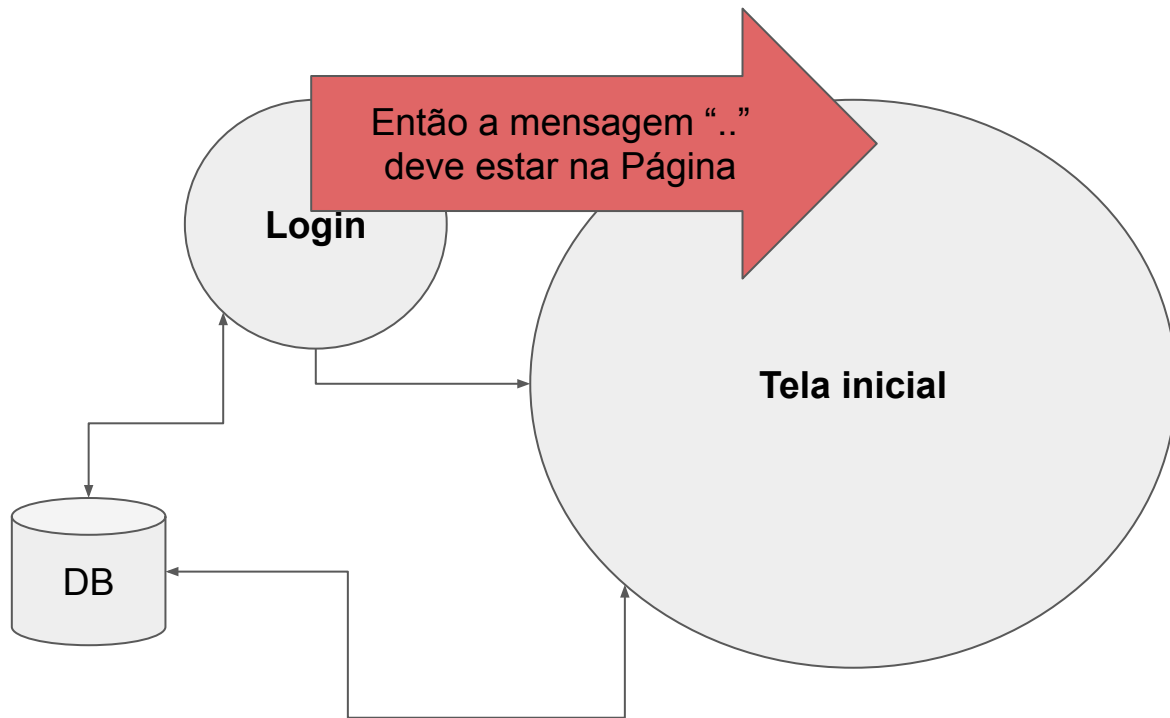 Então a mensagem “..”
deve estar na Página
Login
Tela inicial
DB